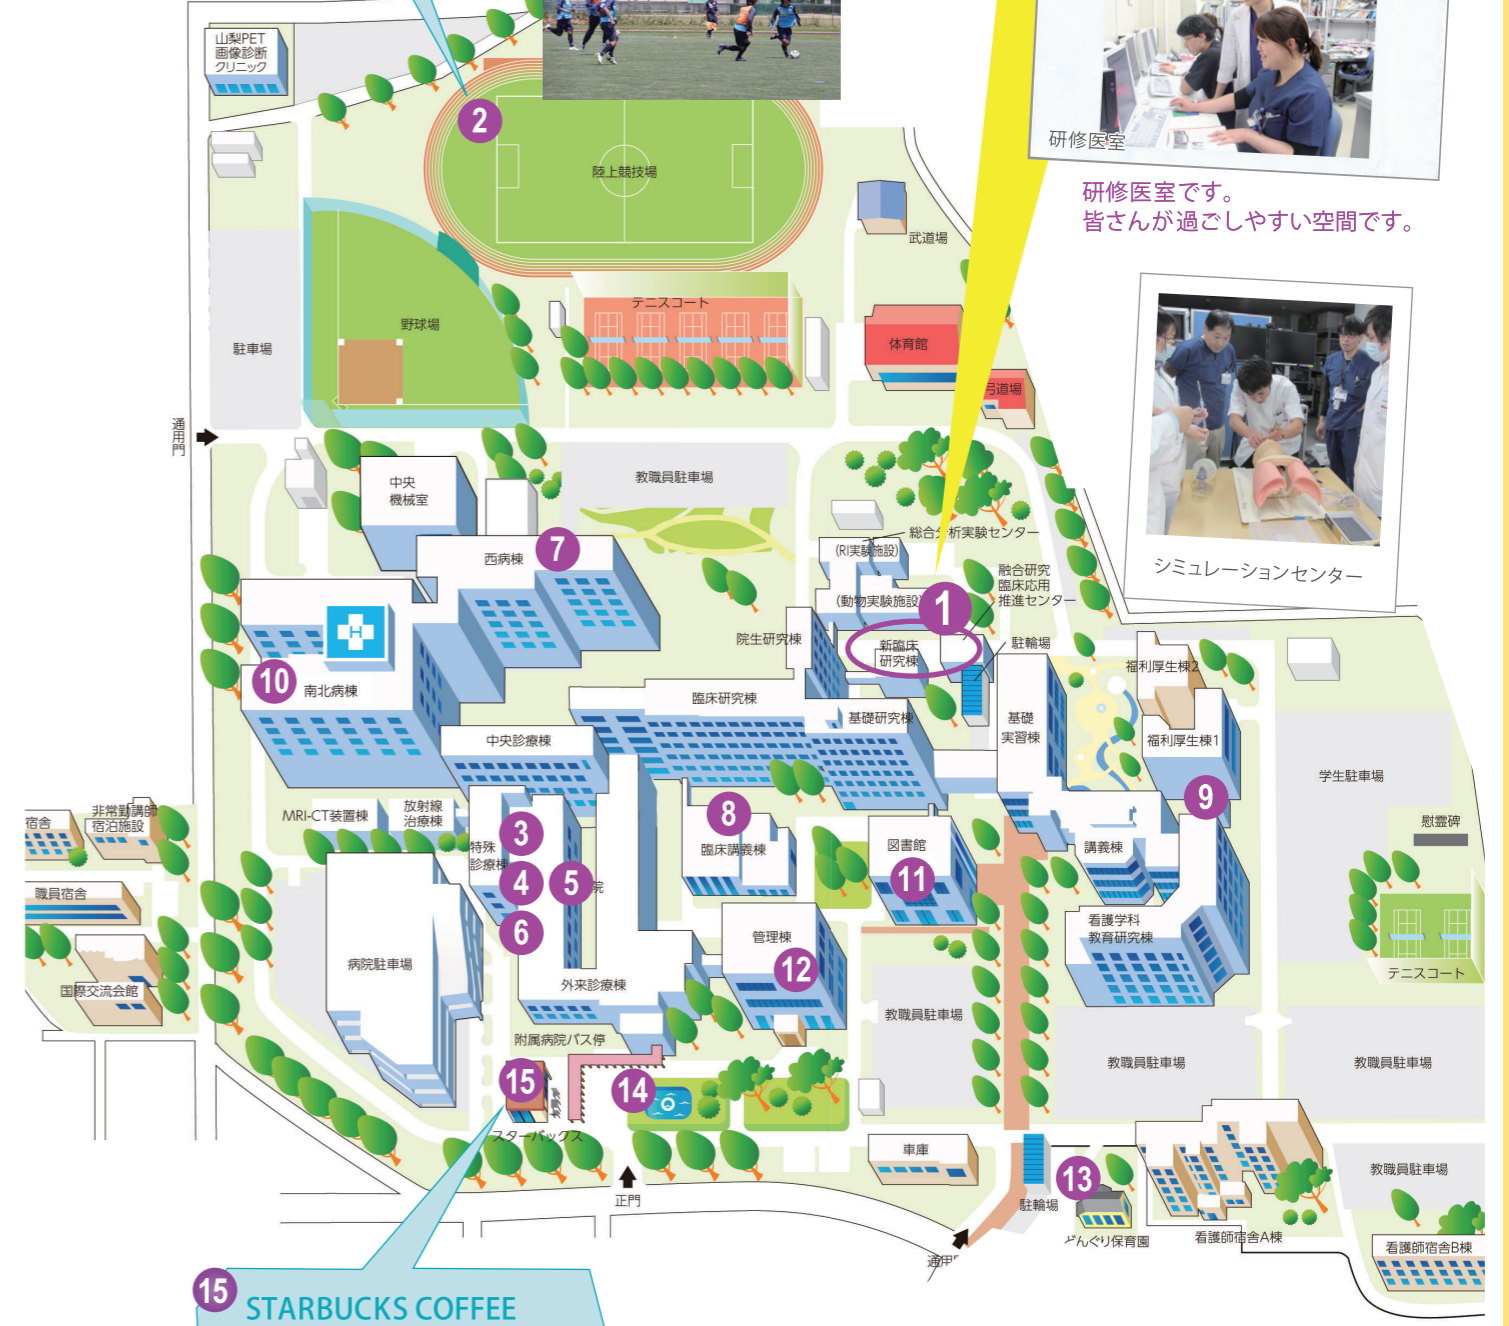 山梨PET
画像診断
クリニック
2
陸上競技場
研修医室
研修医室です。
皆さんが過ごしやすい空間です。
武道場
テニスコート
野球場
駐車場
体育館
弓道場
シミュレーションセンター
通用門
中央
機械室
教職員駐車場
総合分析実験センター
(RI実験施設)
(動物実験施設)
融合研究
臨床応用
推進センター
1
西病棟
7
院生研究棟
新臨床
研究棟
駐輪場
10
南北病棟
臨床研究棟
基礎研究棟
基礎
実習棟
福利厚生棟2
福利厚生棟1
中央診療棟
学生駐車場
MRI-CT装置棟
放射線
治療棟
非常勤講師
宿泊施設
宿舎
3
特殊
診療棟
4
5
院
6
8
臨床講義棟
図書館
11
講義棟
9
慰霊碑
職員宿舎
国際交流会館
病院駐車場
外来診療棟
管理棟
12
看護学科
教育研究棟
テニスコート
教職員駐車場
教職員駐車場
教職員駐車場
附属病院バス停
15
14
スターバックス
正門
車庫
駐輪場
13
どんぐり保育園
看護師宿舎A棟
教職員駐車場
看護師宿舎B棟
通用
15
STARBUCKS COFFEE